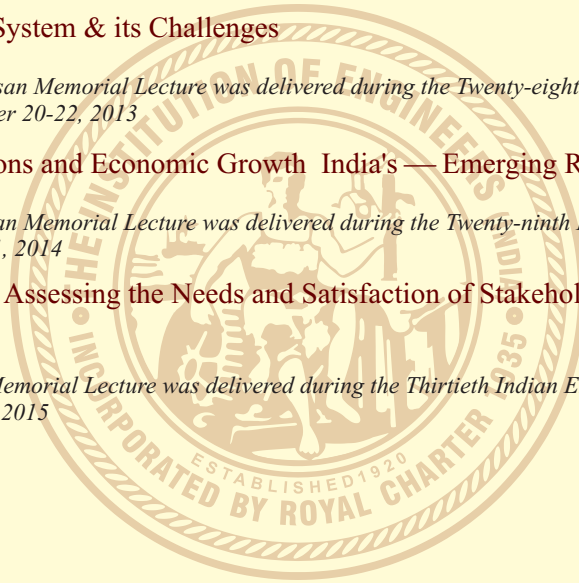 System & its Challenges
san Memorial Lecture was delivered during the Twenty-eight
er 20-22, 2013
ons and Economic Growth India's — Emerging R
an Memorial Lecture was delivered during the Twenty-ninth
, 2014
Assessing the Needs and Satisfaction of Stakehol
Memorial Lecture was delivered during the Thirtieth Indian E
2015
THE INSTITUTION OF ENGINEERS INDIA
INCORPORATED BY ROYAL CHARTER 1935
ESTABLISHED 1920